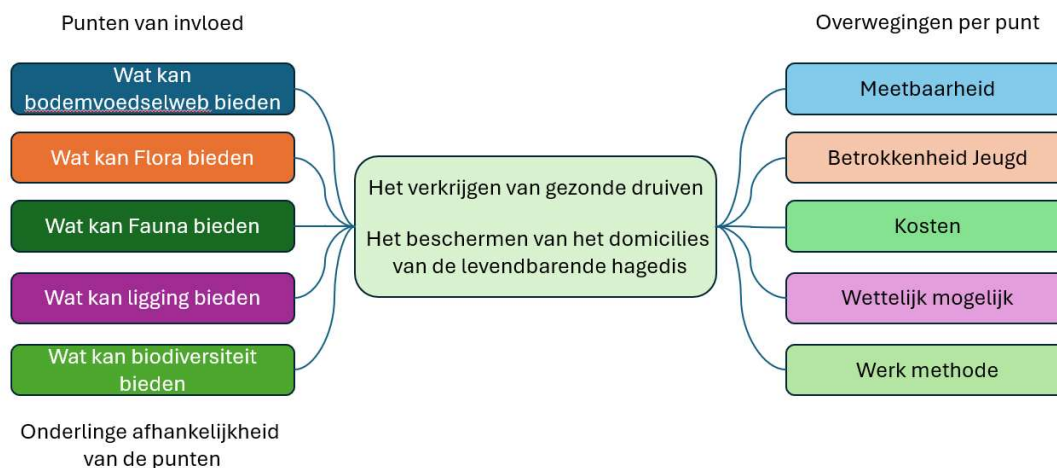 Punten van invloed
Wat kan
bodemvoedselweb bieden
Wat kan Flora bieden
Wat kan Fauna bieden
Wat kan ligging bieden
Wat kan biodiversiteit
bieden
Onderlinge afhankelijkheid
van de punten
Het verkrijgen van gezonde druiven
Het beschermen van het domicilies
van de levendbarende hagedis
Overwegingen per punt
Meetbaarheid
Betrokkenheid Jeugd
Kosten
Wettelijk mogelijk
Werk methode